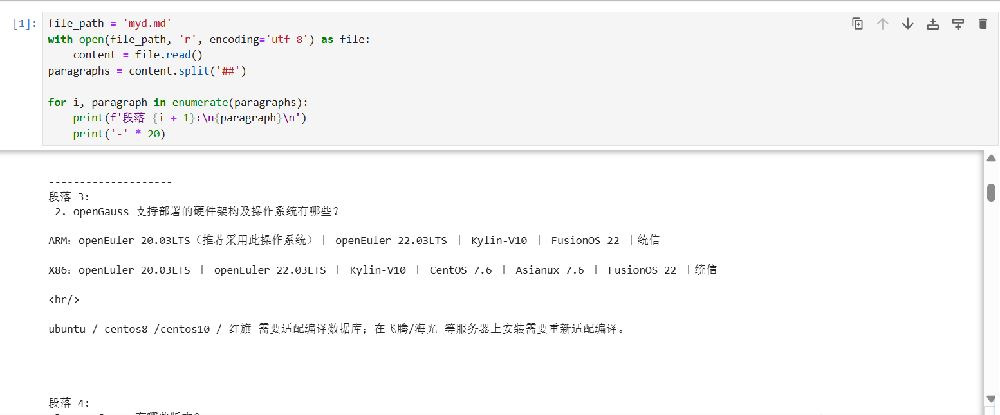 [1]:
file_path = 'myd.md'
with open(file_path, 'r', encoding='utf-8') as file:
    content = file.read()
paragraphs = content.split('##')

for i, paragraph in enumerate(paragraphs):
    print(f'段落 {i + 1}:\n{paragraph}\n')
    print('-' * 20)

--------------------
段落 3:
 2. openGauss 支持部署的硬件架构及操作系统有哪些？

ARM：openEuler 20.03LTS（推荐采用此操作系统）| openEuler 22.03LTS | Kylin-V10 | FusionOS 22 |统信

X86：openEuler 20.03LTS | openEuler 22.03LTS | Kylin-V10 | CentOS 7.6 | Asianux 7.6 | FusionOS 22 |统信

<br/>

ubuntu / centos8 /centos10 / 红旗 需要适配编译数据库；在飞腾/海光 等服务器上安装需要重新适配编译。

--------------------
段落 4: